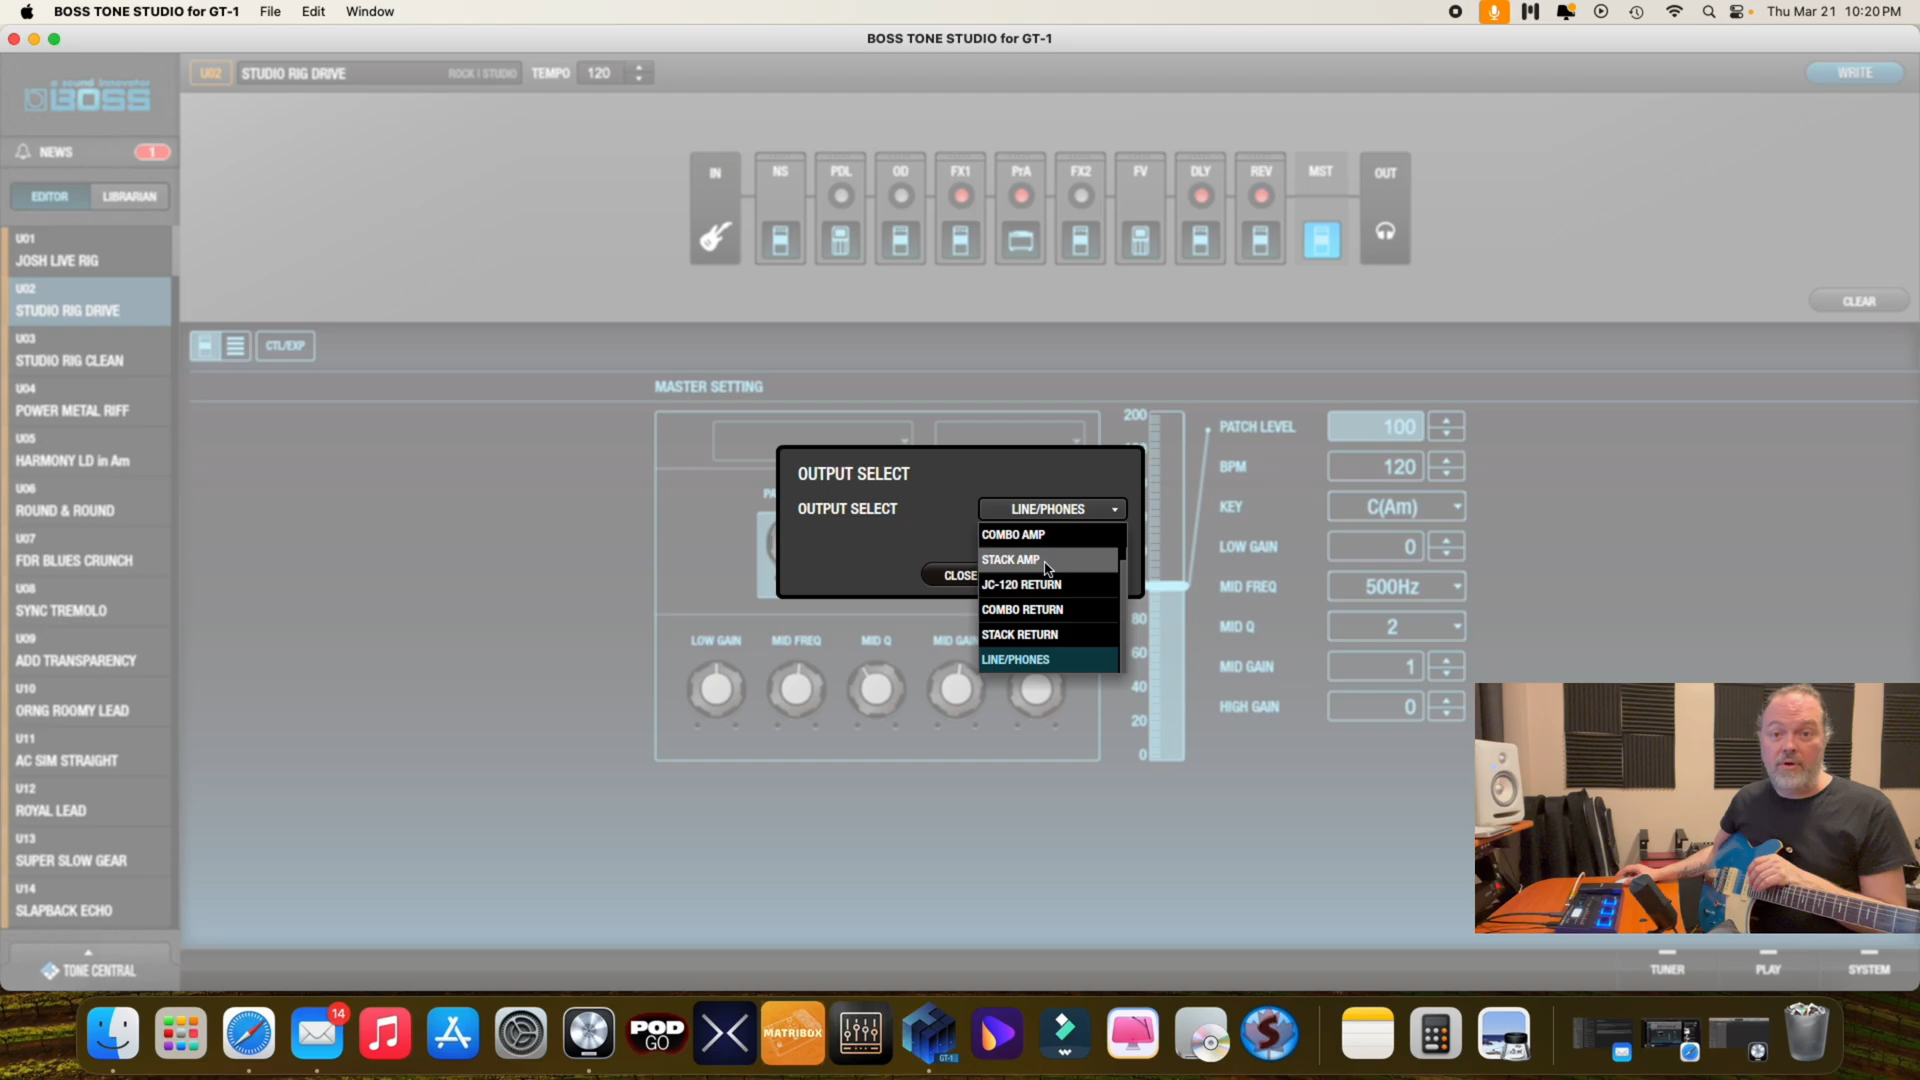 BOSS TONE STUDIO for GT-1 File Edit Window Thu Mar 21 10:20 PM
BOSS TONE STUDIO for GT-1
a sound innovator
BOSS
U02 STUDIO RIG DRIVE ROCK | STUDIO TEMPO 120 WRITE
NEWS 1
EDITOR LIBRARIAN
IN NS PDL OD FX1 PrA FX2 FV DLY REV MST OUT
CLEAR
CTL/EXP
U01
JOSH LIVE RIG
U02
STUDIO RIG DRIVE
U03
STUDIO RIG CLEAN
U04
POWER METAL RIFF
U05
HARMONY LD in Am
U06
ROUND & ROUND
U07
FDR BLUES CRUNCH
U08
SYNC TREMOLO
U09
ADD TRANSPARENCY
U10
ORNG ROOMY LEAD
U11
AC SIM STRAIGHT
U12
ROYAL LEAD
U13
SUPER SLOW GEAR
U14
SLAPBACK ECHO
TONE CENTRAL
MASTER SETTING
OUTPUT SELECT
OUTPUT SELECT LINE/PHONES
COMBO AMP
STACK AMP
JC-120 RETURN
COMBO RETURN
STACK RETURN
LINE/PHONES
CLOSE
LOW GAIN MID FREQ MID Q MID GAIN
200
80
60
40
20
0
PATCH LEVEL 100
BPM 120
KEY C(Am)
LOW GAIN 0
MID FREQ 500Hz
MID Q 2
MID GAIN 1
HIGH GAIN 0
TUNER PLAY SYSTEM
14
POD
GO
MATRIBOX
GT-1